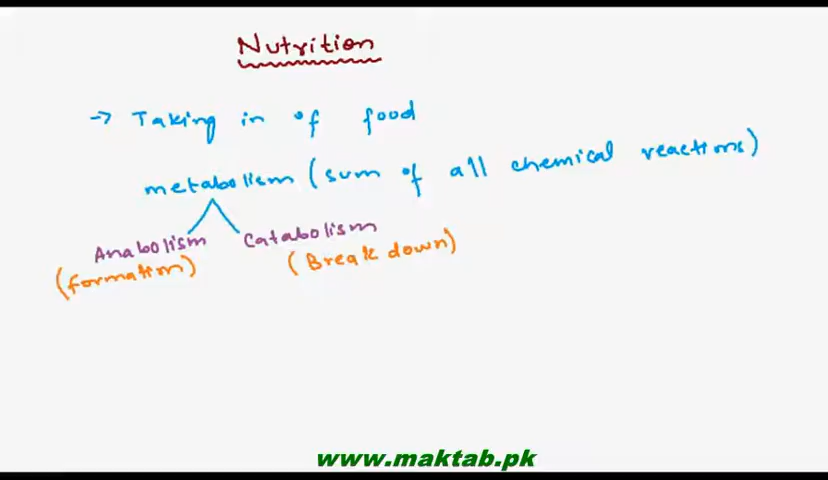 Nutrition
→ Taking in of food
metabolism (sum of all chemical reactions)
Anabolism Catabolism
(formation) (Break down)
www.maktab.pk